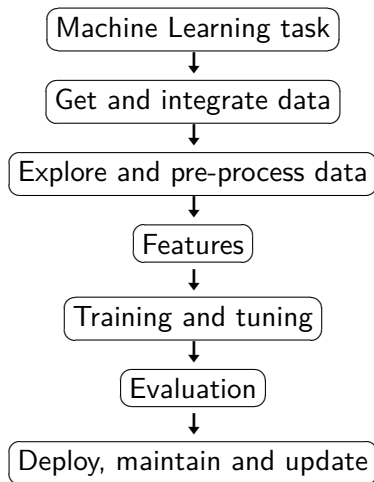 Machine Learning task
Get and integrate data
Explore and pre-process data
Features
Training and tuning
Evaluation
Deploy, maintain and update